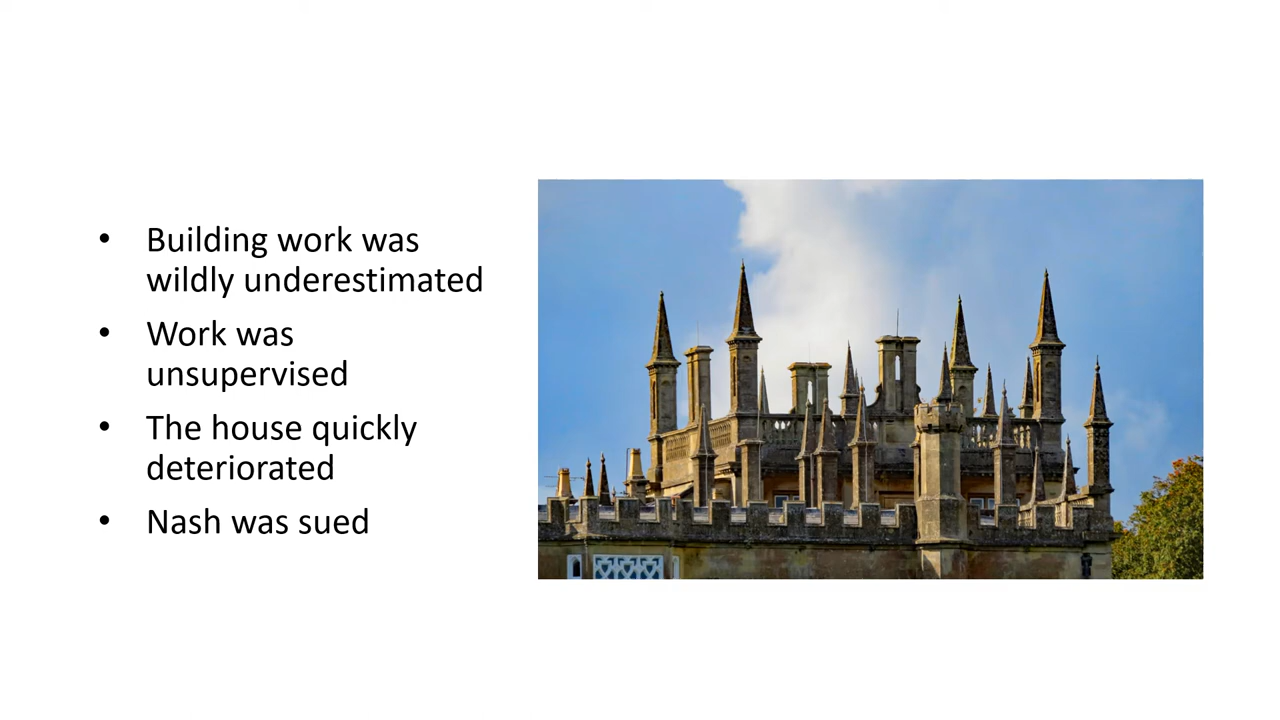 • Building work was
wildly underestimated
• Work was
unsupervised
• The house quickly
deteriorated
• Nash was sued